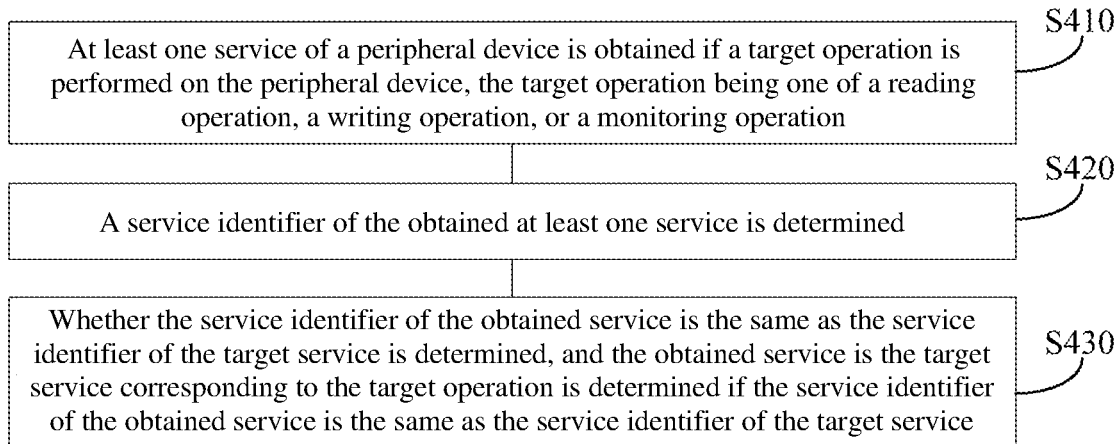 S410
At least one service of a peripheral device is obtained if a target operation is
performed on the peripheral device, the target operation being one of a reading
operation, a writing operation, or a monitoring operation
S420
A service identifier of the obtained at least one service is determined
Whether the service identifier of the obtained service is the same as the service
identifier of the target service is determined, and the obtained service is the target
S430
service corresponding to the target operation is determined if the service identifier
of the obtained service is the same as the service identifier of the target service